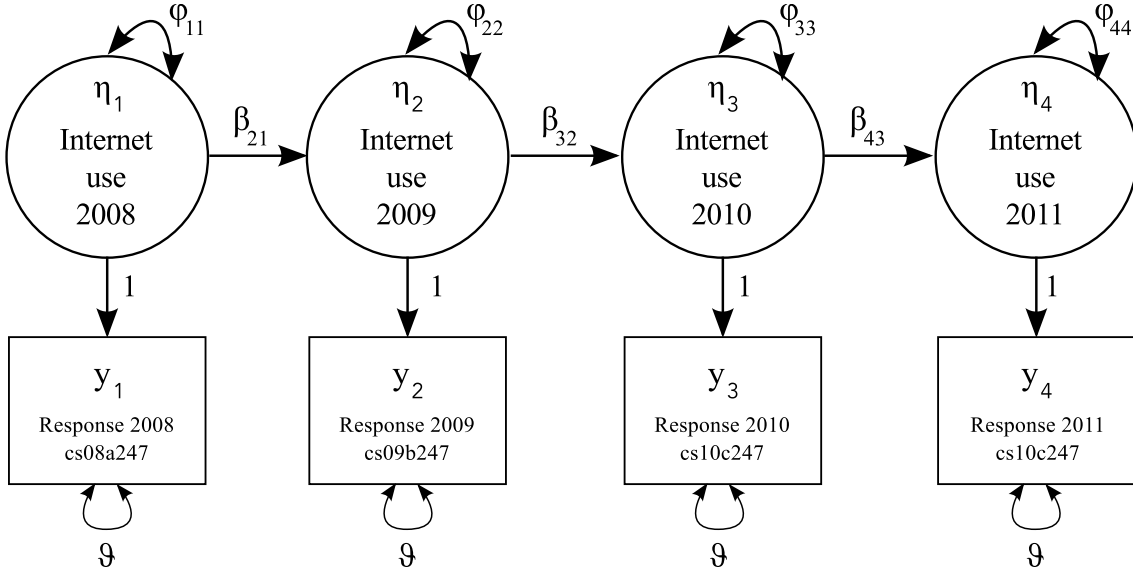 φ11
φ22
φ33
φ44
η1
Internet
use
2008
β21
η2
Internet
use
2009
β32
η3
Internet
use
2010
β43
η4
Internet
use
2011
1
1
1
1
y1
Response 2008
cs08a247
y2
Response 2009
cs09b247
y3
Response 2010
cs10c247
y4
Response 2011
cs10c247
ϑ
ϑ
ϑ
ϑ